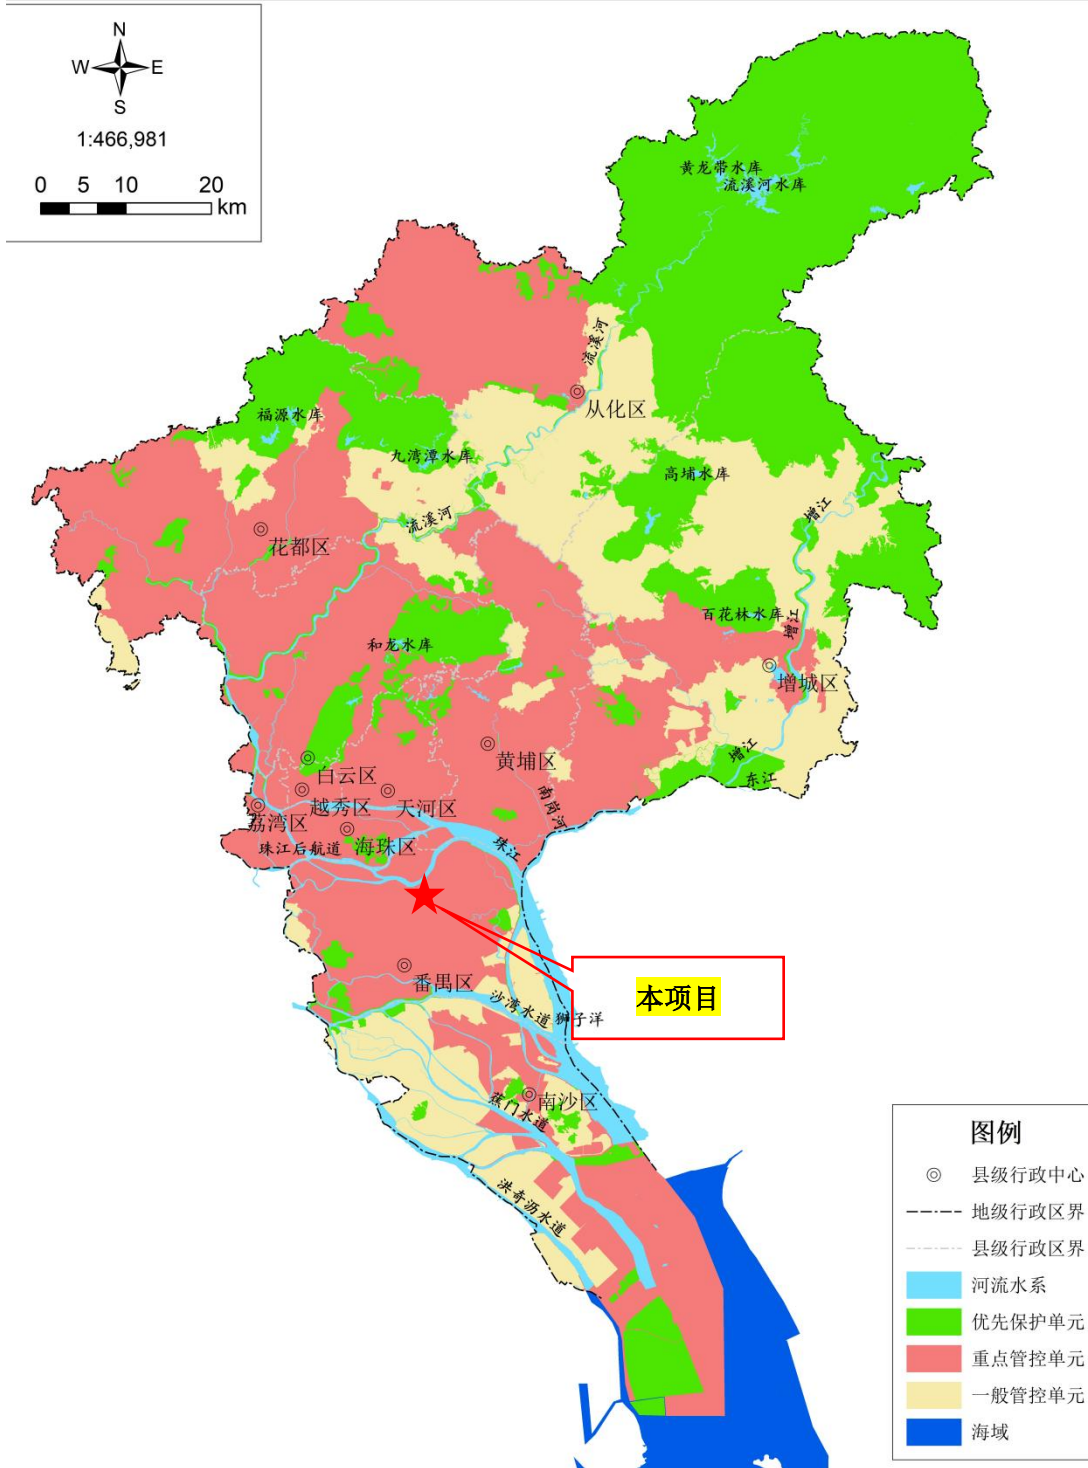 N
W E
S
1:466,981
0 5 10 20
km
黄龙带水库
流溪河水库
流溪河
从化区
福源水库
九湾潭水库
高埔水库
流溪河
增江
花都区
百花林水库
增江
和龙水库
增城区
黄埔区
增江
东江
白云区
越秀区
天河区
南岗河
荔湾区
海珠区
珠江
珠江后航道
番禺区
本项目
沙湾水道
狮子洋
南沙区
蕉门水道
洪奇沥水道
图例
县级行政中心
地级行政区界
县级行政区界
河流水系
优先保护单元
重点管控单元
一般管控单元
海域